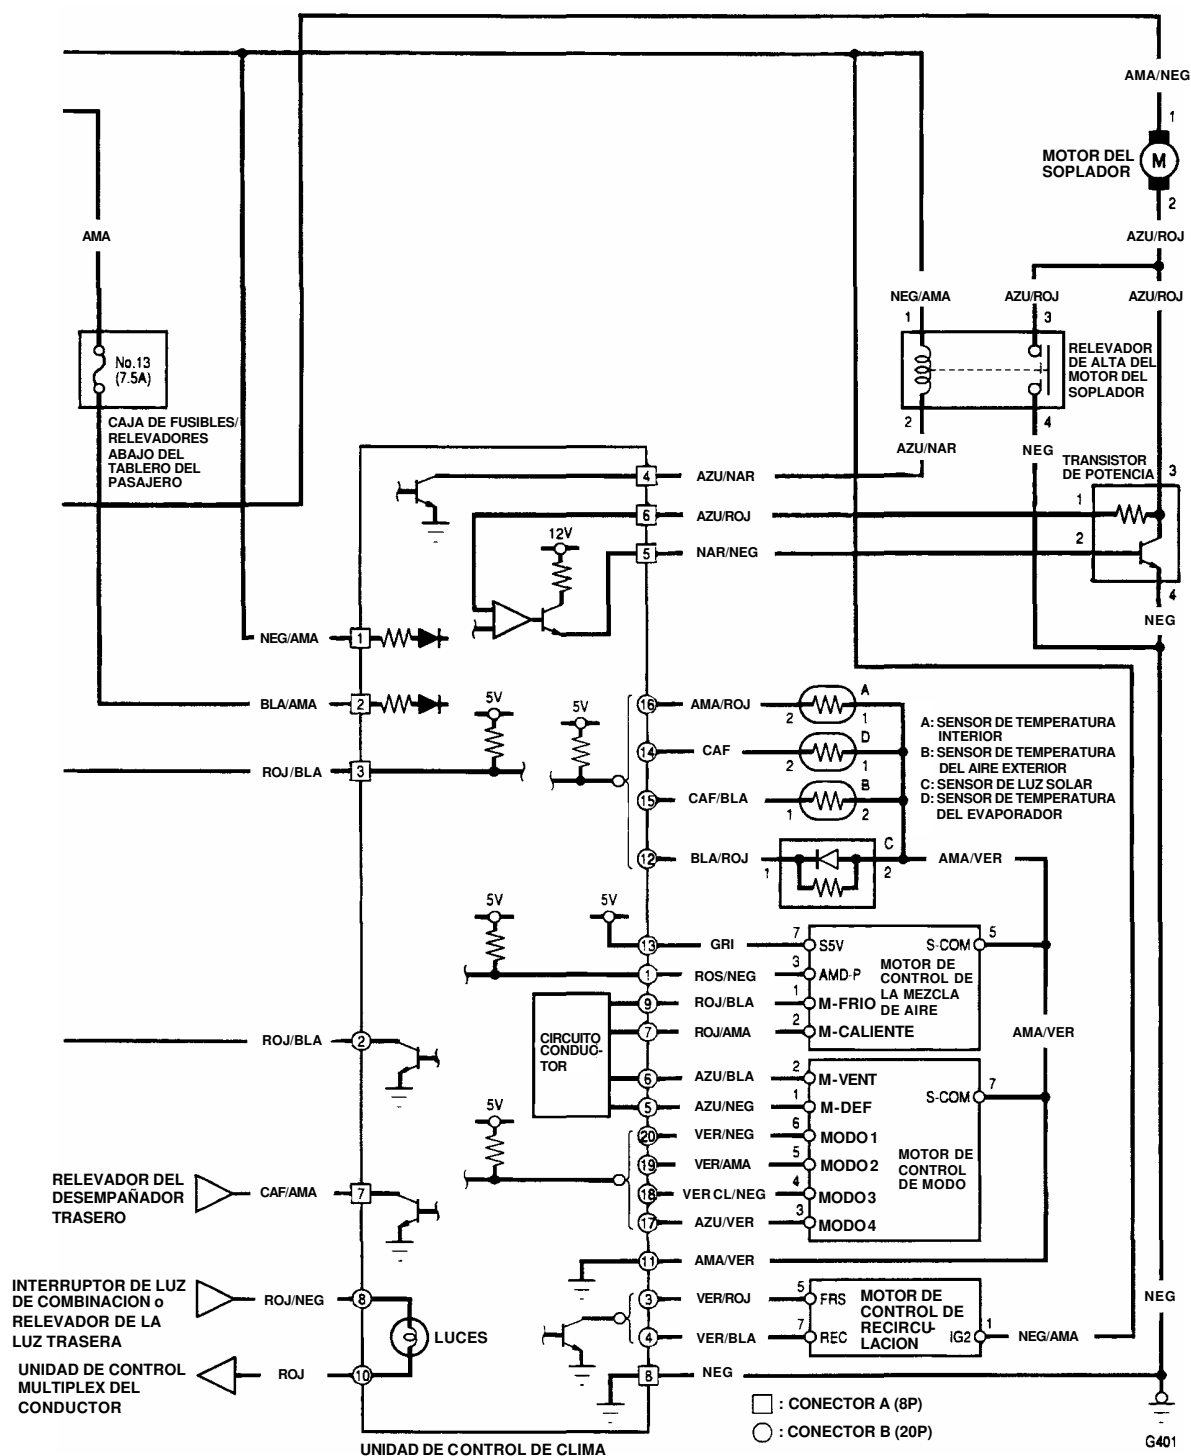 AMA/NEG
1
MOTOR DEL
SOPLADOR
M
2
AZU/ROJ
AMA
NEG/AMA
AZU/ROJ
AZU/ROJ
1
3
No.13
(7.5A)
RELEVADOR
DE ALTA DEL
MOTOR DEL
SOPLADOR
CAJA DE FUSIBLES/
RELEVADORES
ABAJO DEL
TABLERO DEL
PASAJERO
2
4
AZU/NAR
NEG
TRANSISTOR
DE POTENCIA
3
4
AZU/NAR
1
6
AZU/ROJ
12V
2
5
NAR/NEG
4
NEG
NEG/AMA
1
BLA/AMA
2
5V
5V
16
AMA/ROJ
2
A
1
14
CAF
2
D
1
A: SENSOR DE TEMPERATURA
INTERIOR
B: SENSOR DE TEMPERATURA
DEL AIRE EXTERIOR
C: SENSOR DE LUZ SOLAR
D: SENSOR DE TEMPERATURA
DEL EVAPORADOR
ROJ/BLA
3
15
CAF/BLA
1
B
2
12
BLA/ROJ
1
C
2
AMA/VER
5V
5V
13
GRI
7
S5V
S-COM
5
1
ROS/NEG
3
AMD-P
MOTOR DE
CONTROL DE
LA MEZCLA
DE AIRE
9
ROJ/BLA
1
M-FRIO
7
ROJ/AMA
2
M-CALIENTE
AMA/VER
CIRCUITO
CONDUC-
TOR
ROJ/BLA
2
6
AZU/BLA
2
M-VENT
S-COM
7
5
AZU/NEG
1
M-DEF
5V
20
VER/NEG
6
MODO1
19
VER/AMA
5
MODO2
MOTOR DE
CONTROL
DE MODO
18
VER CL/NEG
4
MODO3
17
AZU/VER
3
MODO4
RELEVADOR DEL
DESEMPAÑADOR
TRASERO
CAF/AMA
7
11
AMA/VER
INTERRUPTOR DE LUZ
DE COMBINACION o
RELEVADOR DE LA
LUZ TRASERA
ROJ/NEG
8
LUCES
3
VER/ROJ
5
FRS
MOTOR DE
CONTROL DE
RECIRCU-
LACION
4
VER/BLA
7
REC
IG2
1
NEG/AMA
NEG
UNIDAD DE CONTROL
MULTIPLEX DEL
CONDUCTOR
ROJ
10
8
NEG
: CONECTOR A (8P)
: CONECTOR B (20P)
G401
UNIDAD DE CONTROL DE CLIMA